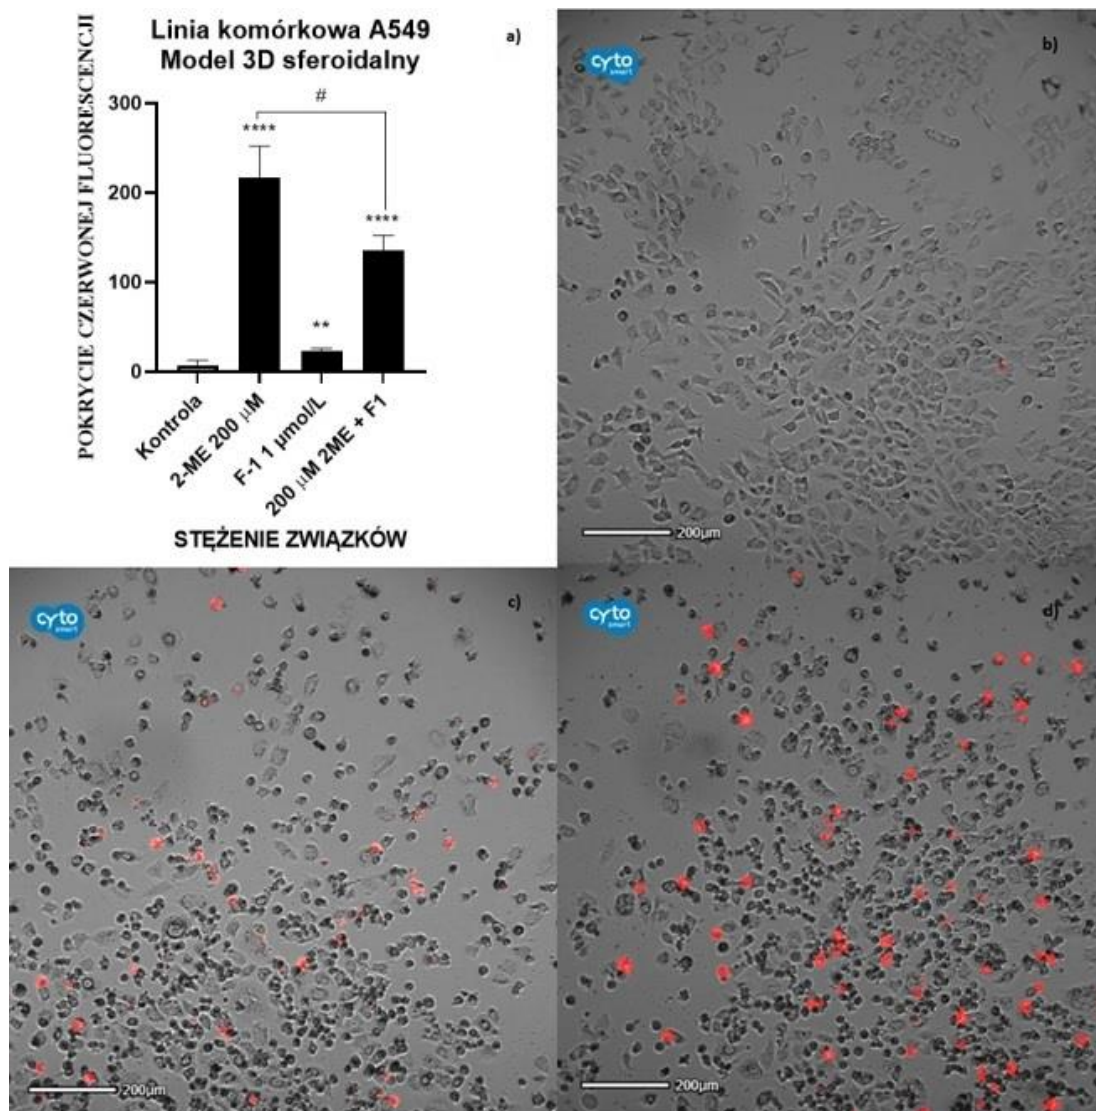 Linia komórkowa A549
Model 3D sferoidalny
a)
POKRYCIE CZERWONEJ FLUORESCENCJI
300
200
100
0
#
****
**
****
Kontrola
2-ME 200 μM
F-1 1 μmol/L
200 μM 2ME + F1
STĘŻENIE ZWIĄZKÓW
cyto
smart
b)
200μm
cyto
smart
c)
200μm
cyto
smart
d)
200μm